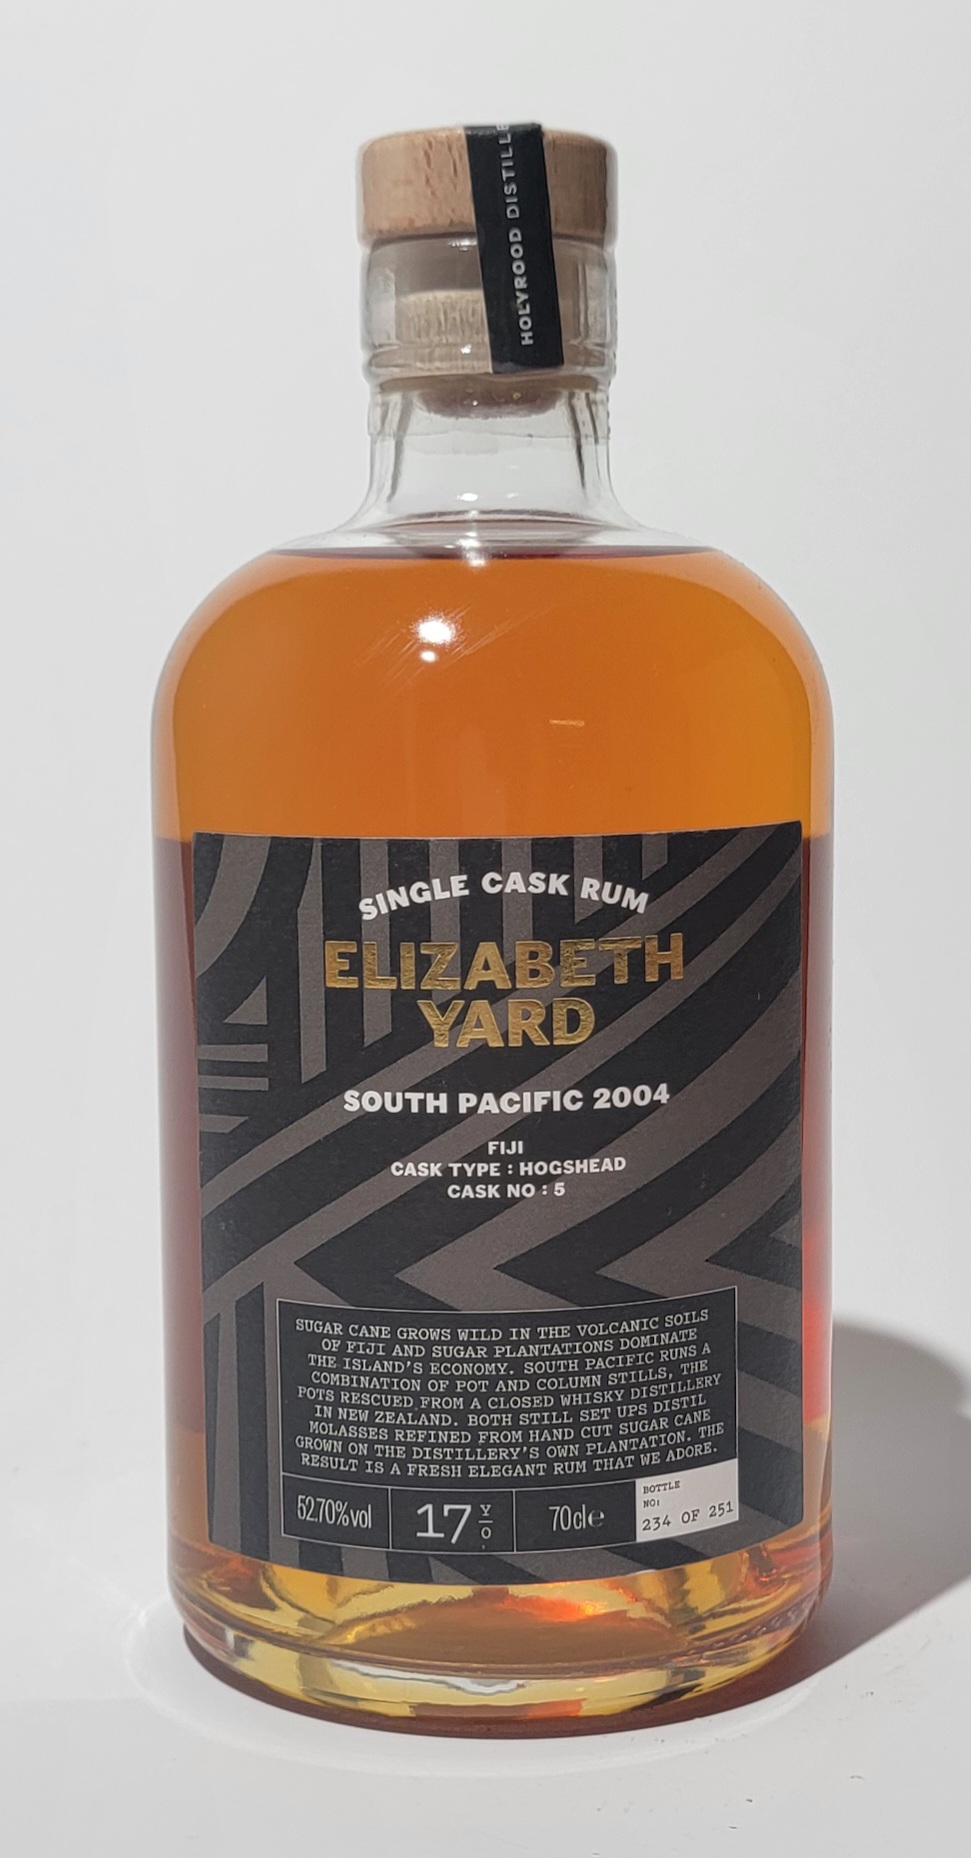 HOLYROOD DISTILLE
SINGLE CASK RUM
ELIZABETH
YARD
SOUTH PACIFIC 2004
FIJI
CASK TYPE : HOGSHEAD
CASK NO : 5
SUGAR CANE GROWS WILD IN THE VOLCANIC SOILS
OF FIJI AND SUGAR PLANTATIONS DOMINATE
THE ISLAND'S ECONOMY. SOUTH PACIFIC RUNS A
COMBINATION OF POT AND COLUMN STILLS, THE
POTS RESCUED FROM A CLOSED WHISKY DISTILLERY
IN NEW ZEALAND. BOTH STILL SET UPS DISTIL
MOLASSES REFINED FROM HAND CUT SUGAR CANE
GROWN ON THE DISTILLERY'S OWN PLANTATION. THE
RESULT IS A FRESH ELEGANT RUM THAT WE ADORE.
52.70%vol
17 Y/O
70cl℮
BOTTLE
NO:
234 OF 251